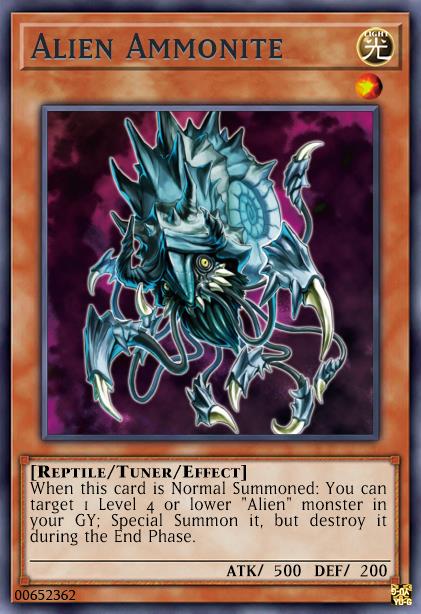 Alien Ammonite
LIGHT
光
[Reptile/Tuner/Effect]
When this card is Normal Summoned: You can
target 1 Level 4 or lower "Alien" monster in
your GY; Special Summon it, but destroy it
during the End Phase.
ATK/ 500 DEF/ 200
00652362